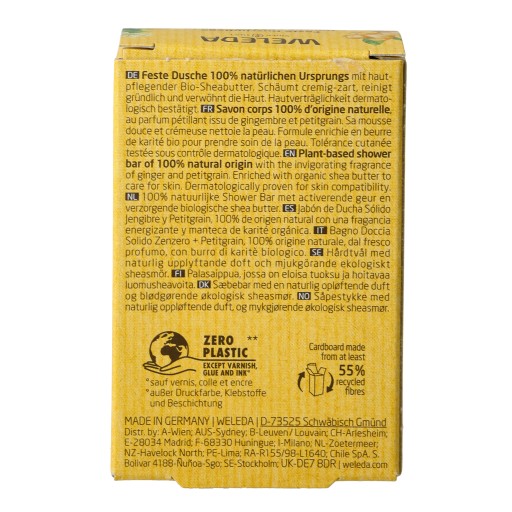 WELEDA
DE Feste Dusche 100% natürlichen Ursprungs mit haut-
pflegender Bio-Sheabutter. Schäumt cremig-zart, reinigt
gründlich und verwöhnt die Haut. Hautverträglichkeit dermato-
logisch bestätigt. FR Savon corps 100% d'origine naturelle,
au parfum pétillant issu de gingembre et petitgrain. Sa mousse
douce et crémeuse nettoie la peau. Formule enrichie en beurre
de karité bio pour prendre soin de la peau. Tolérance cutanée
testée sous contrôle dermatologique. EN Plant-based shower
bar of 100% natural origin with the invigorating fragrance
of ginger and petitgrain. Enriched with organic shea butter
to care for skin. Dermatologically proven for skin compatibility.
NL 100% natuurlijke Shower Bar met activerende geur en
verzorgende biologische shea butter. ES Jabón de Ducha Sólido
Jengibre y Petitgrain, 100% de origen natural con una fragancia
energizante y manteca de karité orgánica. IT Bagno Doccia
Solido Zenzero + Petitgrain, 100% origine naturale, dal fresco
profumo, con burro di karitè biologico. SE Hårdtvål med
naturlig upplyftande doft och mjukgörande ekologiskt
sheasmör. FI Palasaippua, jossa on eloisa tuoksu ja hoitavaa
luomusheavoita. DK Sæbebar med en naturlig opløftende duft
og blødgørende økologisk sheasmør. NO Såpestykke med
naturlig oppløftende duft, og mykgjørende økologisk sheasmør.
ZERO **
PLASTIC
EXCEPT VARNISH,
GLUE AND INK*
*sauf vernis, colle et encre
*außer Druckfarbe, Klebstoffe
und Beschichtung
Cardboard made
from at least
55%
recycled
fibres
MADE IN GERMANY | WELEDA | D-73525 Schwäbisch Gmünd
Distr. by: A-Wien; AUS-Sydney; B-Leuven/ Louvain; CH-Arlesheim;
E-28034 Madrid; F-68330 Huningue; I-Milano; NL-Zoetermeer;
NZ-Havelock North; PE-Lima; RA-R155/98-L1640; Chile SpA. S.
Bolivar 4188-Ñuñoa-Sgo; SE-Stockholm; UK-DE7 8DR | weleda.com